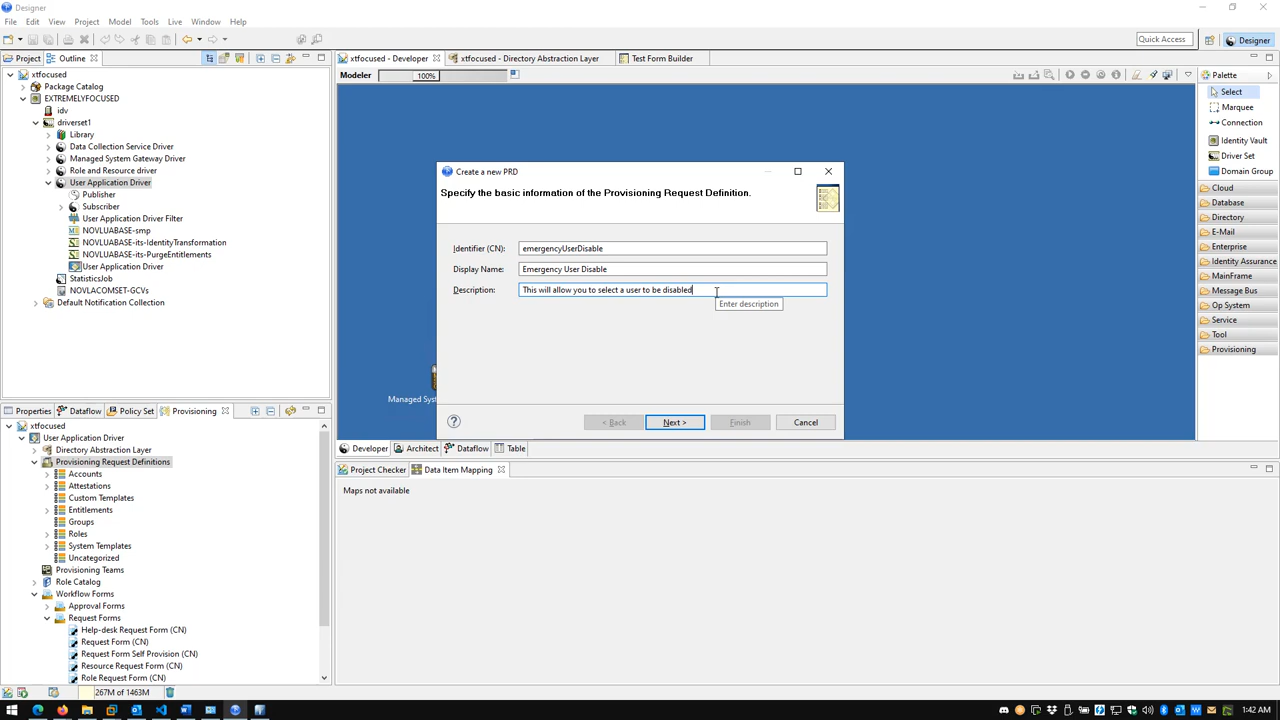 Designer
File Edit View Project Model Tools Live Window Help
Quick Access
Designer
Project
Outline
xtfocused - Developer
xtfocused - Directory Abstraction Layer
Test Form Builder
Modeler
100%
Palette
xtfocused
Package Catalog
EXTREMELYFOCUSED
idv
driverset1
Library
Data Collection Service Driver
Managed System Gateway Driver
Role and Resource driver
User Application Driver
Publisher
Subscriber
User Application Driver Filter
NOVLUABASE-smp
NOVLUABASE-its-IdentityTransformation
NOVLUABASE-its-PurgeEntitlements
User Application Driver
StatisticsJob
NOVLACOMSET-GCVs
Default Notification Collection
Create a new PRD
Specify the basic information of the Provisioning Request Definition.
Identifier (CN):
emergencyUserDisable
Display Name:
Emergency User Disable
Description:
This will allow you to select a user to be disabled
Enter description
< Back
Next >
Finish
Cancel
Managed Sys
Select
Marquee
Connection
Identity Vault
Driver Set
Domain Group
Cloud
Database
Directory
E-Mail
Enterprise
Identity Assurance
MainFrame
Message Bus
Op System
Service
Tool
Provisioning
Properties
Dataflow
Policy Set
Provisioning
xtfocused
User Application Driver
Directory Abstraction Layer
Provisioning Request Definitions
Accounts
Attestations
Custom Templates
Entitlements
Groups
Roles
System Templates
Uncategorized
Provisioning Teams
Role Catalog
Workflow Forms
Approval Forms
Request Forms
Help-desk Request Form (CN)
Request Form (CN)
Request Form Self Provision (CN)
Resource Request Form (CN)
Role Request Form (CN)
Developer
Architect
Dataflow
Table
Project Checker
Data Item Mapping
Maps not available
267M of 1463M
1:42 AM